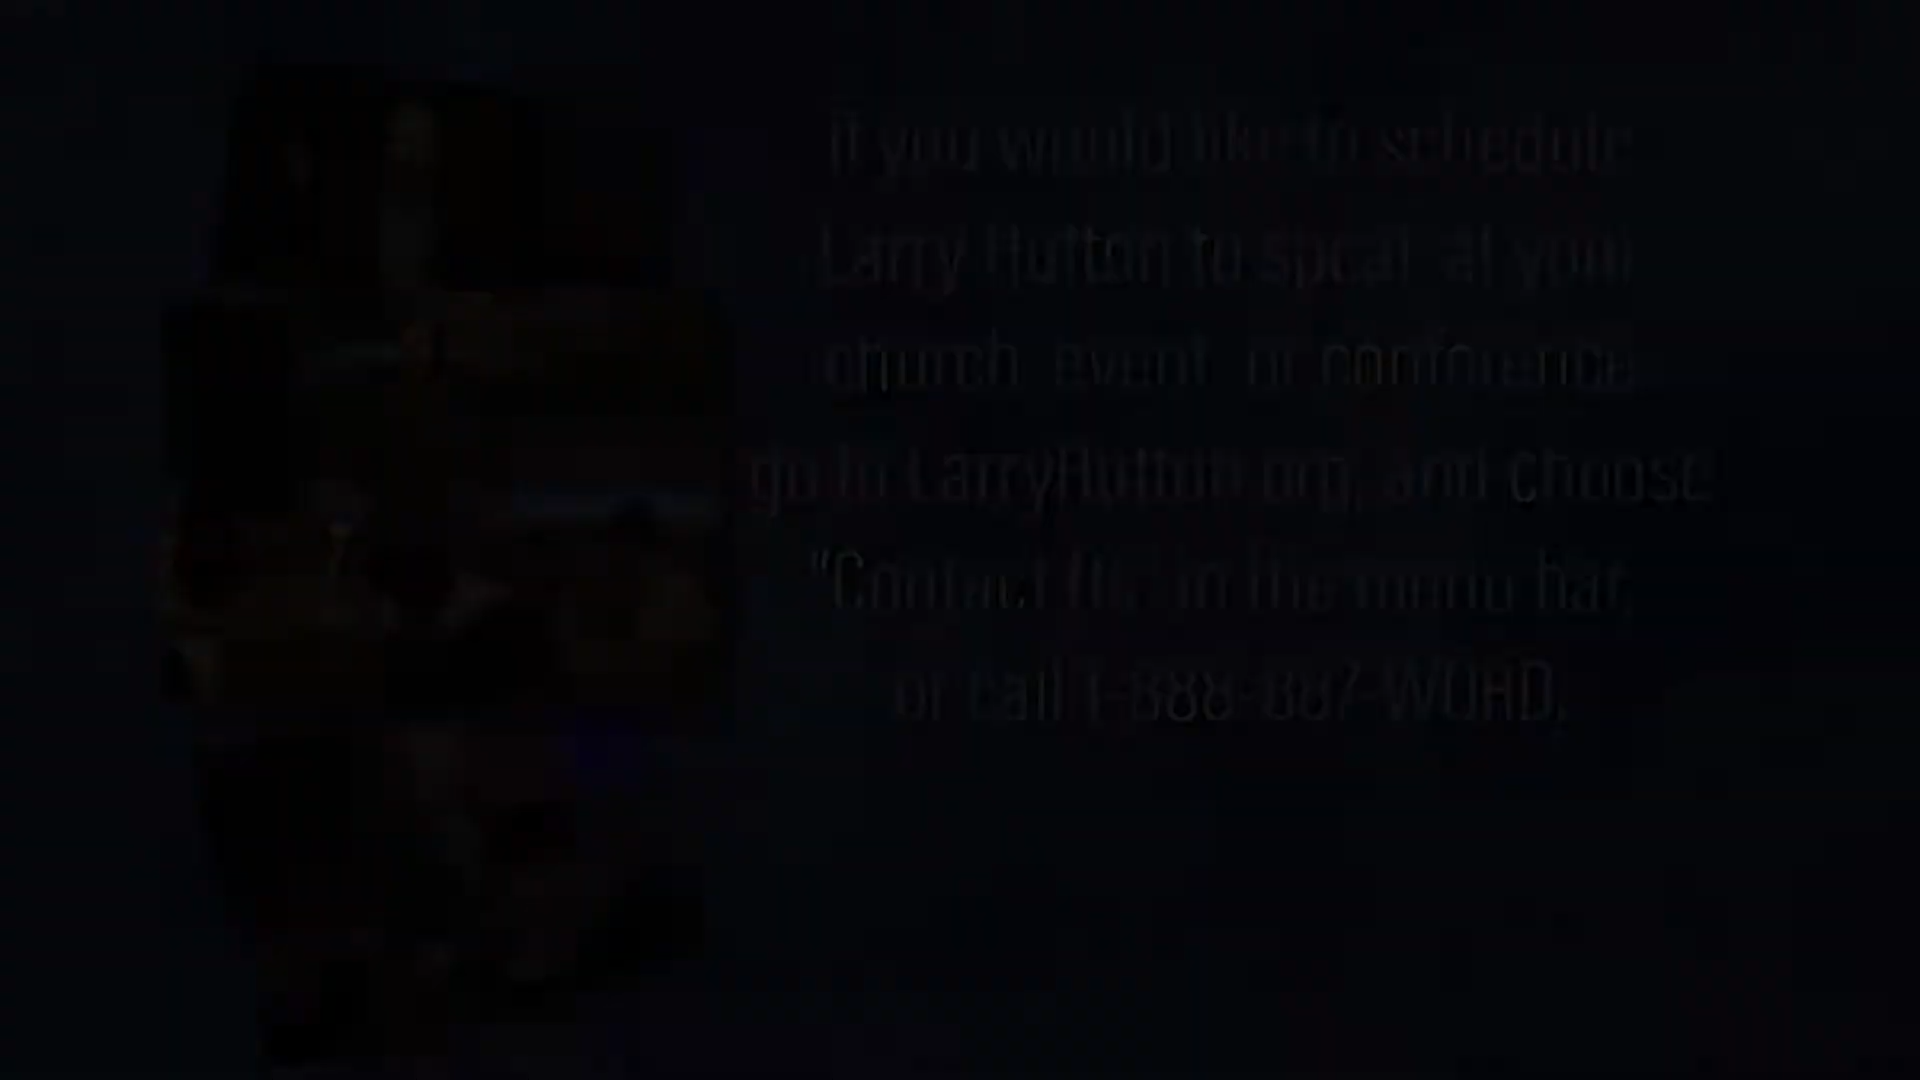 If you would like to schedule
Larry Hutton to speak at your
church, event, or conference
go to LarryHutton.org, and choose
"Contact Us" in the menu bar,
or call 1-888-887-WORD.